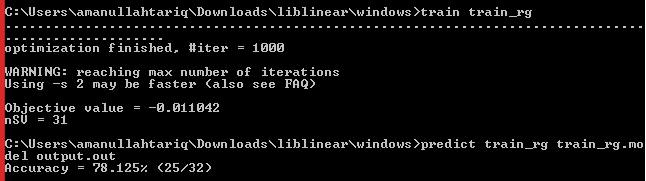 C:\Users\amanullahtariq\Downloads\liblinear\windows>train train_rg
................................................................................
....................
optimization finished, #iter = 1000
WARNING: reaching max number of iterations
Using -s 2 may be faster (also see FAQ)
Objective value = -0.011042
nSV = 31
C:\Users\amanullahtariq\Downloads\liblinear\windows>predict train_rg train_rg.mo
del output.out
Accuracy = 78.125% (25/32)